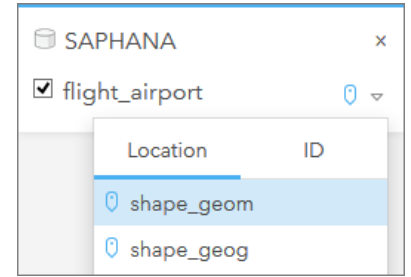 SAPHANA ×
flight_airport
Location ID
shape_geom
shape_geog